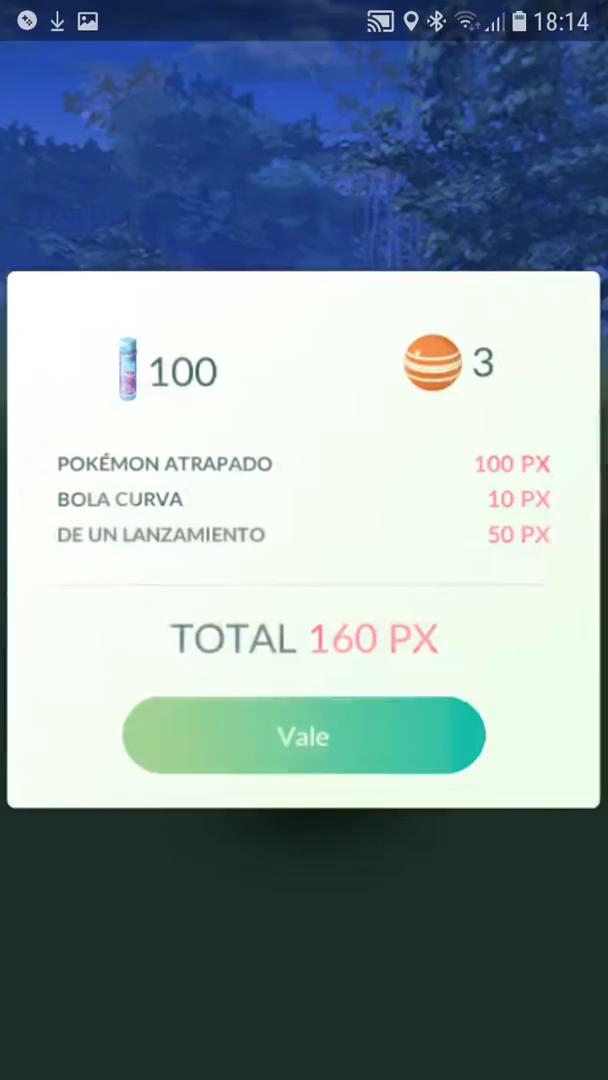 18:14
100
3
POKÉMON ATRAPADO 100 PX
BOLA CURVA 10 PX
DE UN LANZAMIENTO 50 PX
TOTAL 160 PX
Vale